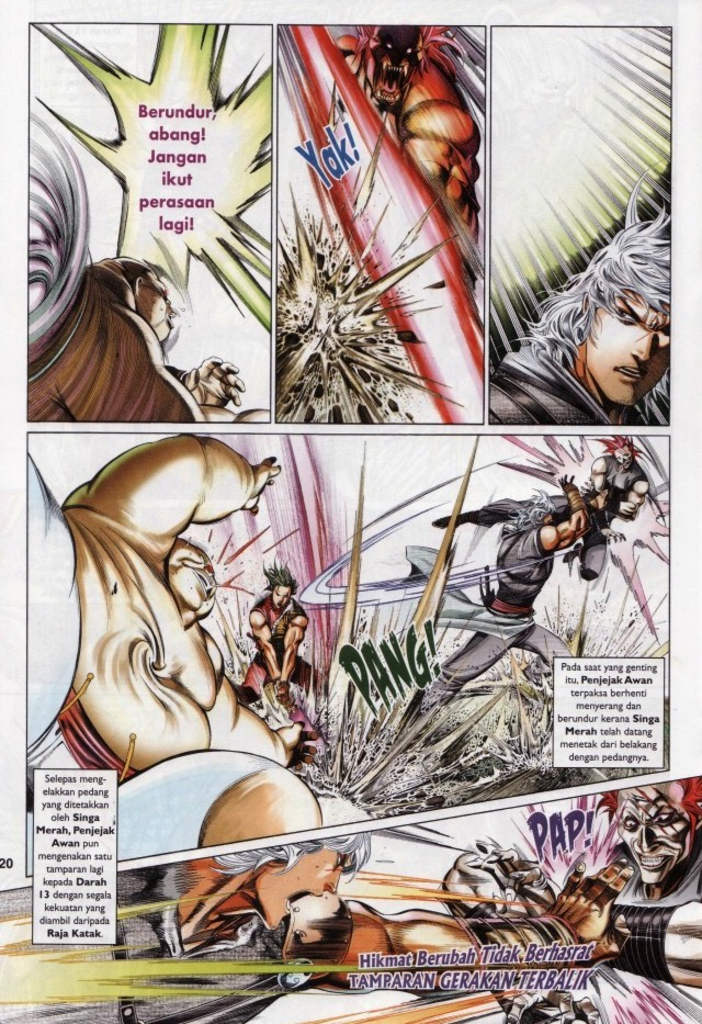 Berundur,
abang!
Jangan
ikut
perasaan
lagi!
Yak!
PANG!
Pada saat yang genting
itu, Penjejak Awan
terpaksa berhenti
menyerang dan
berundur kerana Singa
Merah telah datang
menetak dari belakang
dengan pedangnya.
Selepas meng-
elakkan pedang
yang ditetakkan
oleh Singa
Merah, Penjejak
Awan pun
mengenakan satu
tamparan lagi
kepada Darah
13 dengan segala
kekuatan yang
diambil daripada
Raja Katak.
20
PAP!
Hikmat Berubah Tidak Berhasrat
TAMPARAN GERAKAN TERBALIK